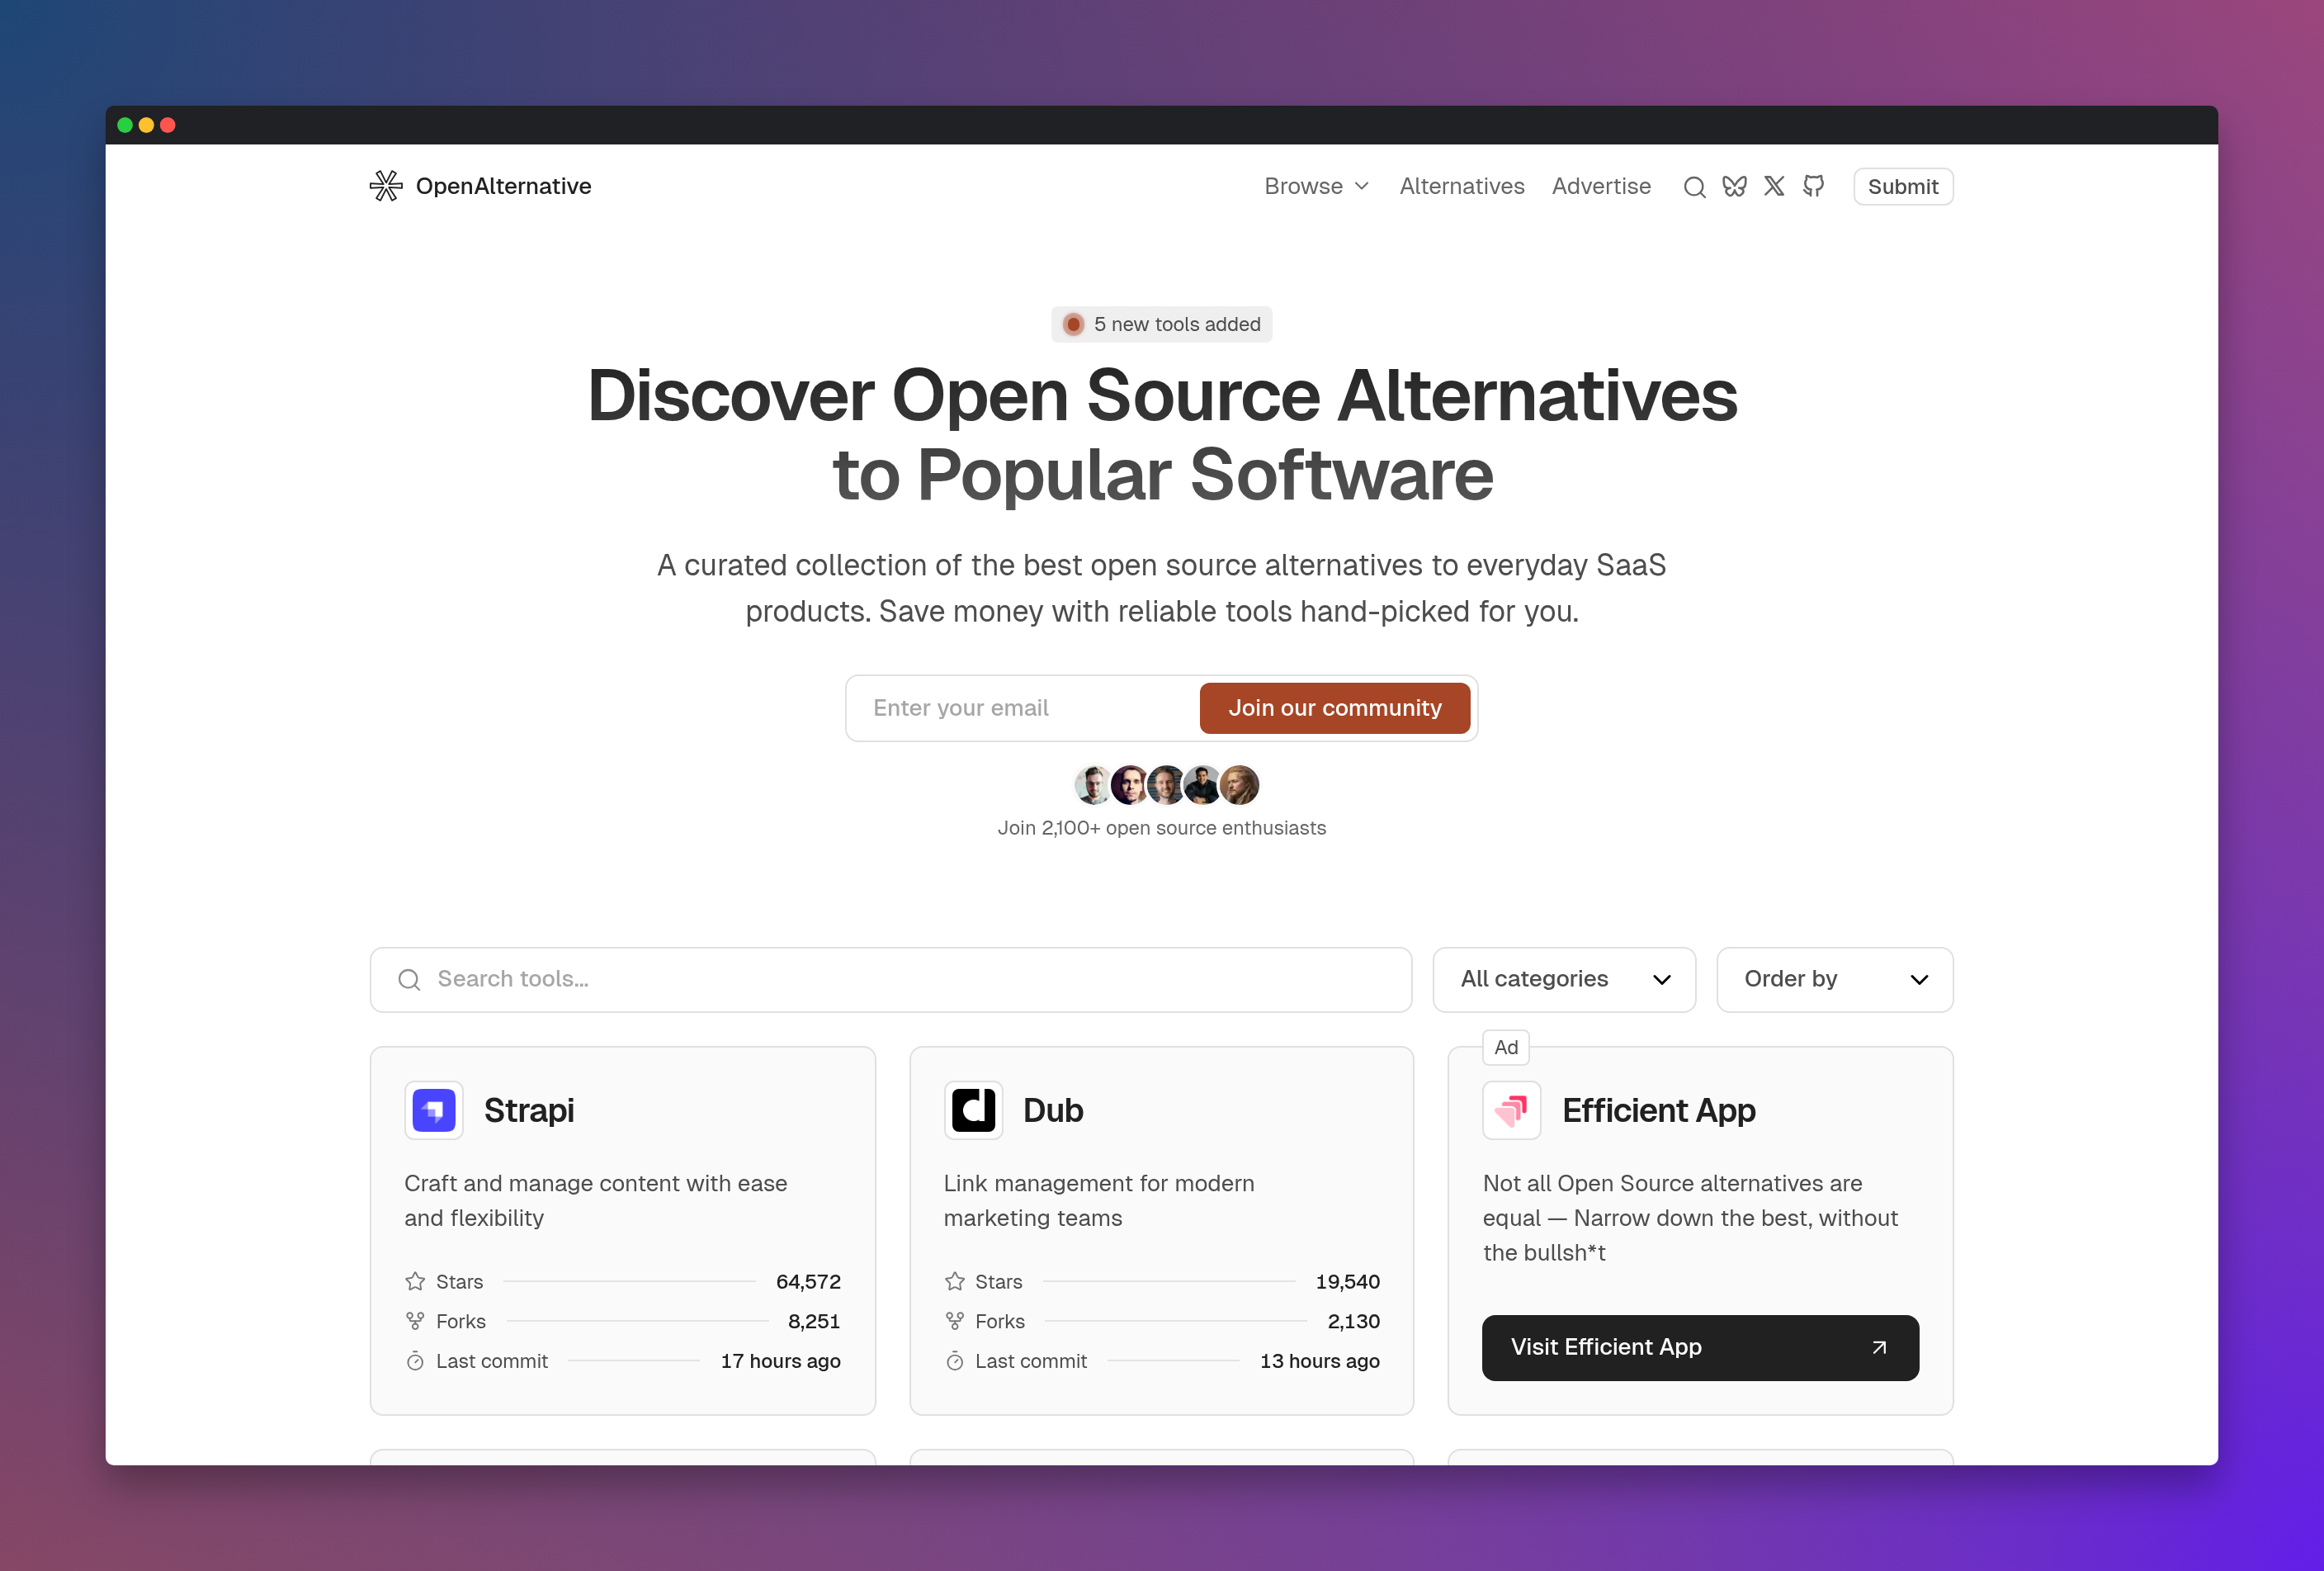 OpenAlternative
Browse Alternatives Advertise Submit
5 new tools added
Discover Open Source Alternatives
to Popular Software
A curated collection of the best open source alternatives to everyday SaaS
products. Save money with reliable tools hand-picked for you.
Enter your email Join our community
Join 2,100+ open source enthusiasts
Search tools... All categories Order by
Strapi
Craft and manage content with ease
and flexibility
Stars 64,572
Forks 8,251
Last commit 17 hours ago
Dub
Link management for modern
marketing teams
Stars 19,540
Forks 2,130
Last commit 13 hours ago
Ad
Efficient App
Not all Open Source alternatives are
equal — Narrow down the best, without
the bullsh*t
Visit Efficient App